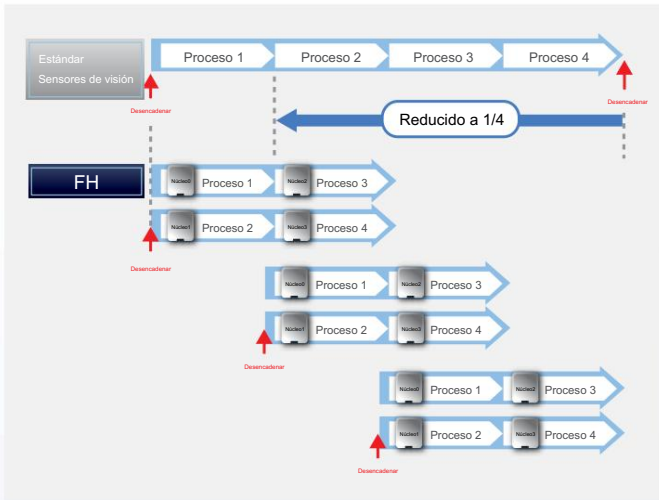 Estándar
Sensores de visión
Proceso 1 Proceso 2 Proceso 3 Proceso 4
Desencadenar
Desencadenar
Reducido a 1/4
FH
Núcleo0 Proceso 1 Núcleo2 Proceso 3
Núcleo1 Proceso 2 Núcleo3 Proceso 4
Desencadenar
Núcleo0 Proceso 1 Núcleo2 Proceso 3
Núcleo1 Proceso 2 Núcleo3 Proceso 4
Desencadenar
Núcleo0 Proceso 1 Núcleo2 Proceso 3
Núcleo1 Proceso 2 Núcleo3 Proceso 4
Desencadenar